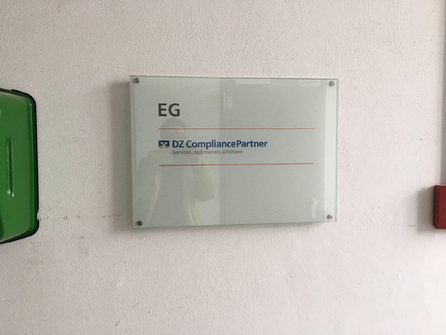 EG
DZ CompliancePartner
beraten, optimieren, schützen